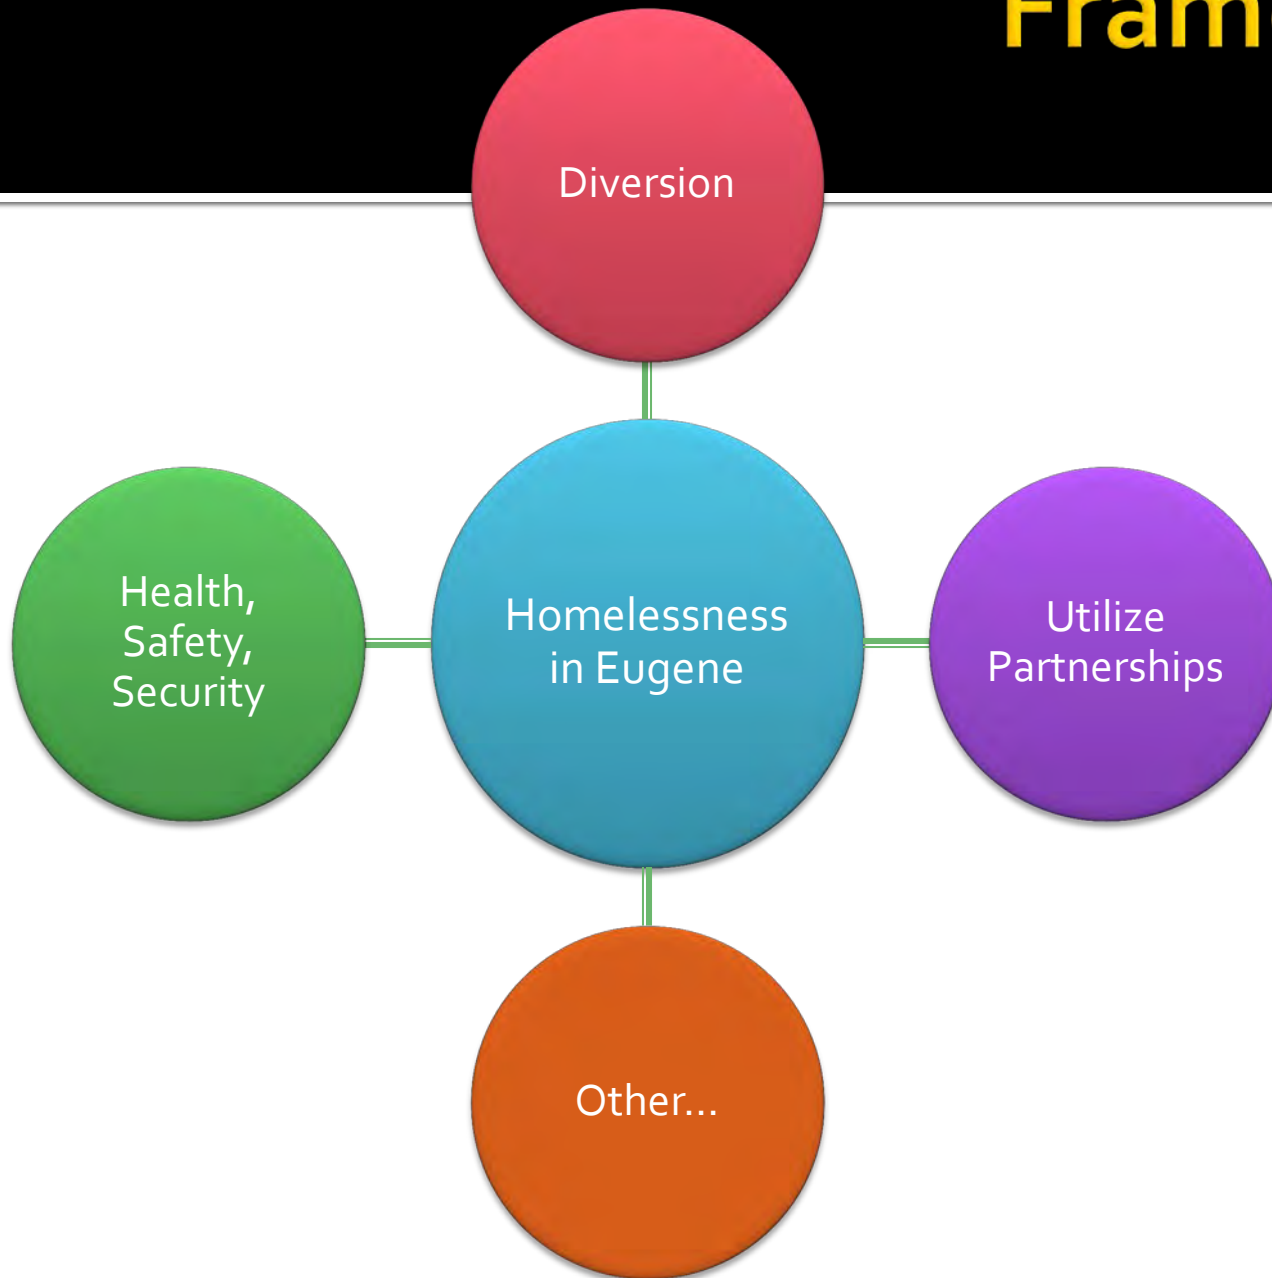 Diversion
Health,
Safety,
Security
Homelessness
in Eugene
Utilize
Partnerships
Other...